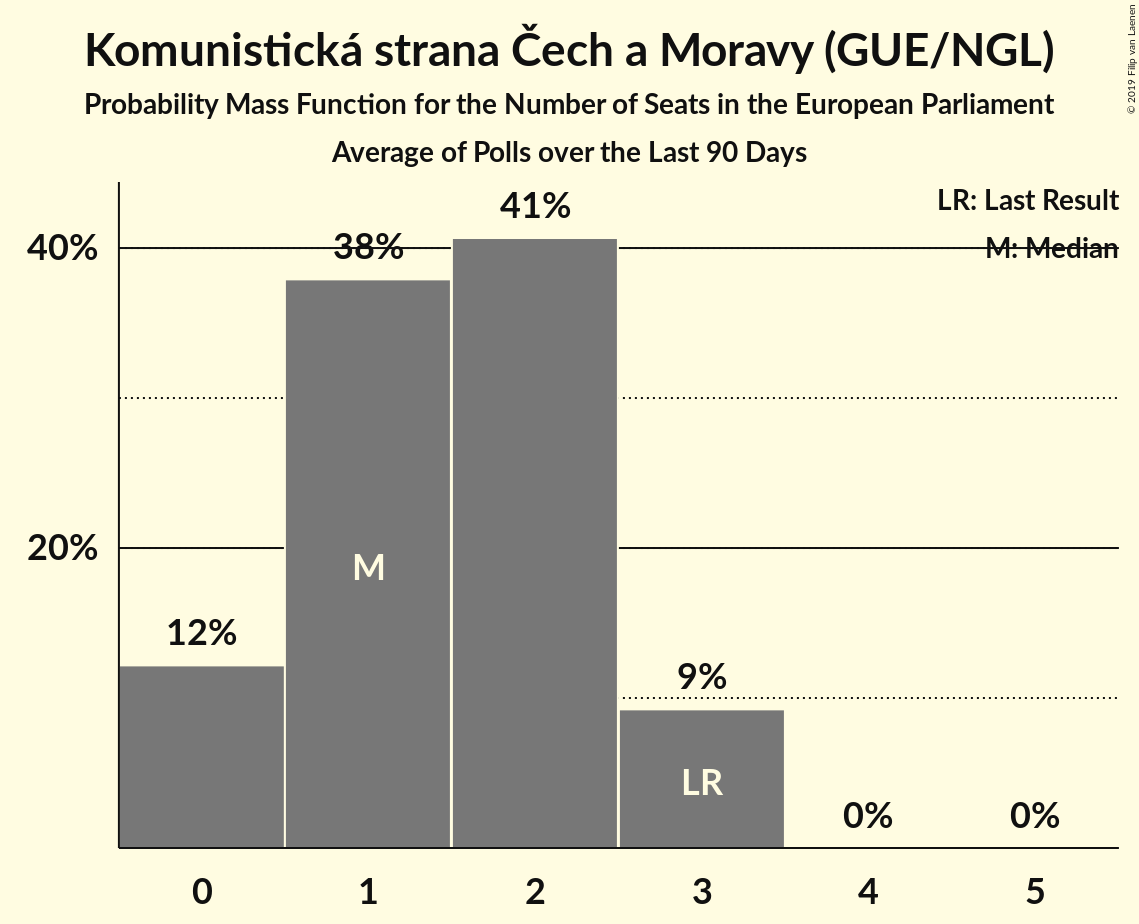 Komunistická strana Čech a Moravy (GUE/NGL)
Probability Mass Function for the Number of Seats in the European Parliament
Average of Polls over the Last 90 Days
© 2019 Filip van Laenen
LR: Last Result
M: Median
40%
20%
12%
38%
41%
9%
0%
0%
M
LR
0
1
2
3
4
5